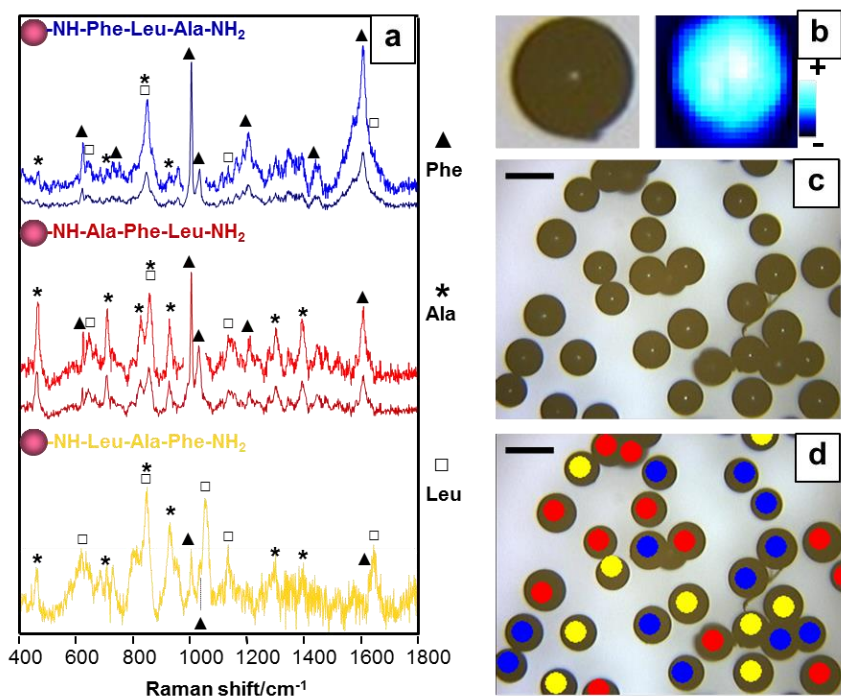 a
-NH-Phe-Leu-Ala-NH2
▲
Phe
-NH-Ala-Phe-Leu-NH2
*
Ala
-NH-Leu-Ala-Phe-NH2
□
Leu
400 600 800 1000 1200 1400 1600 1800
Raman shift/cm-1
b
+
-
c
d